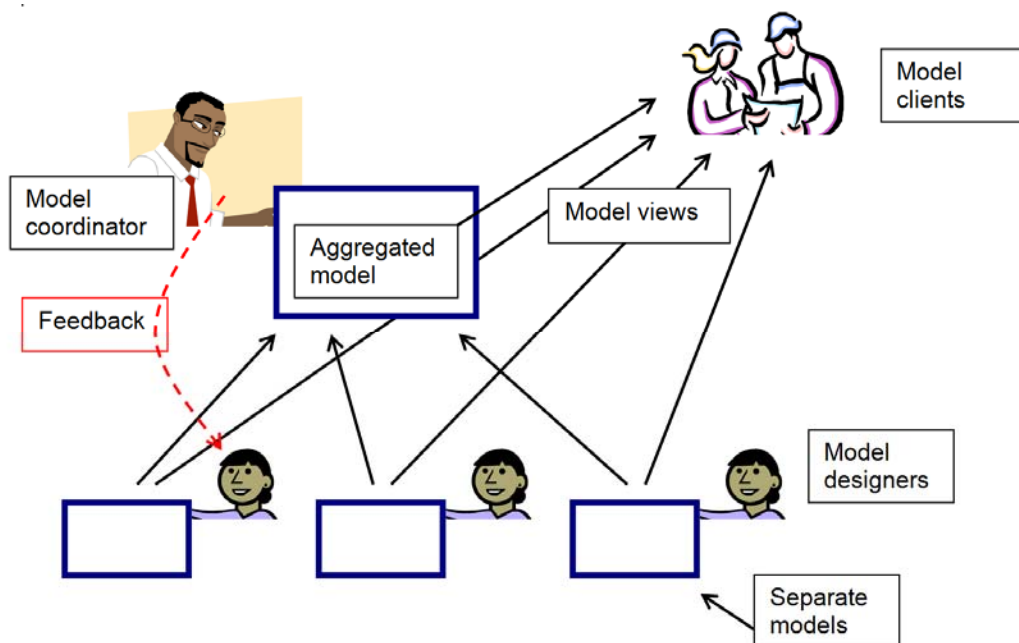 Model
clients
Model
coordinator
Model views
Aggregated
model
Feedback
Model
designers
Separate
models